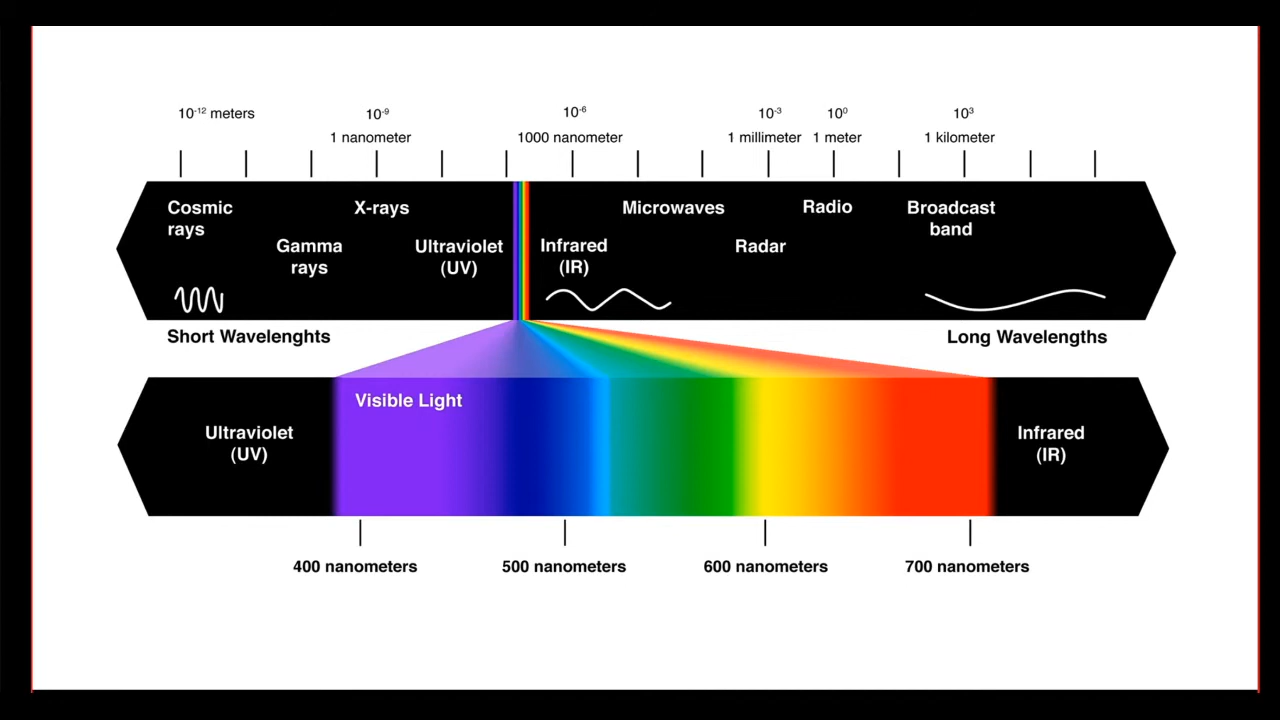 10⁻¹² meters
10⁻⁹
10⁻⁶
10⁻³
10⁰
10³
1 nanometer
1000 nanometer
1 millimeter
1 meter
1 kilometer
Cosmic
rays
Gamma
rays
X-rays
Ultraviolet
(UV)
Infrared
(IR)
Microwaves
Radar
Radio
Broadcast
band
Short Wavelenghts
Long Wavelengths
Ultraviolet
(UV)
Visible Light
Infrared
(IR)
400 nanometers
500 nanometers
600 nanometers
700 nanometers